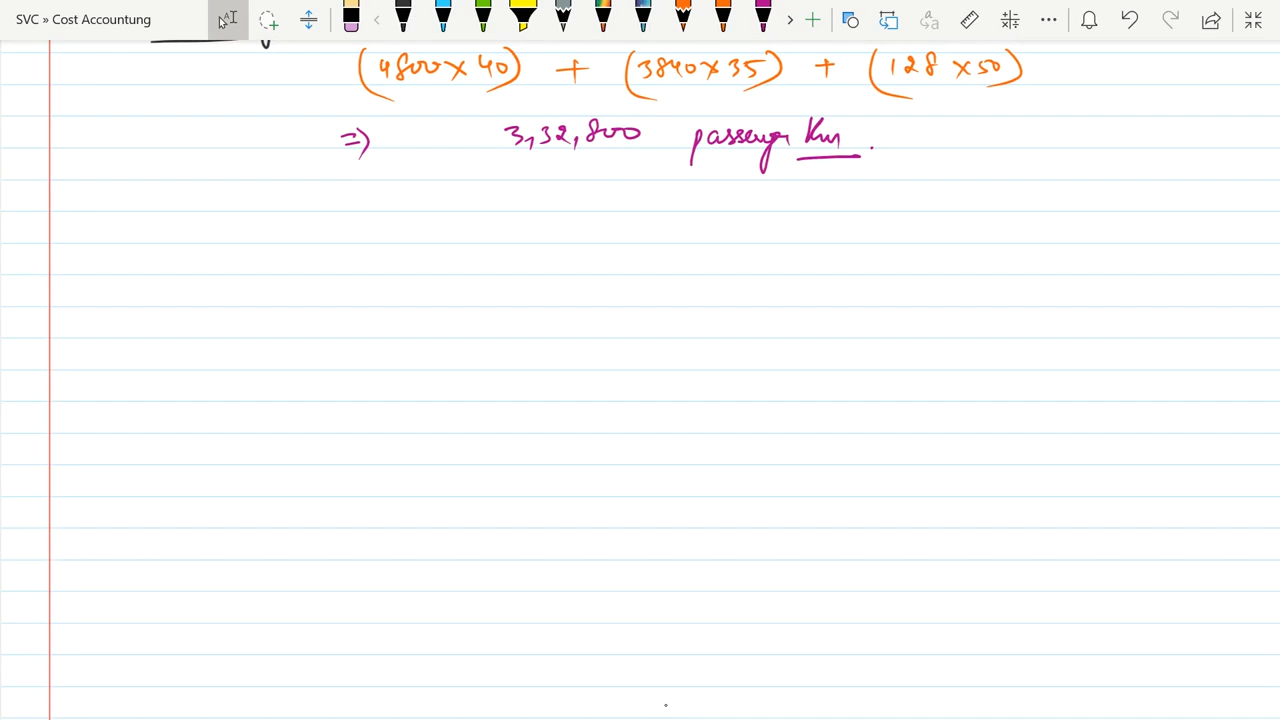 SVC » Cost Accountung
(4800 x 40) + (3840 x 35) + (128 x 50)
=> 3,32,800 passenger Km.